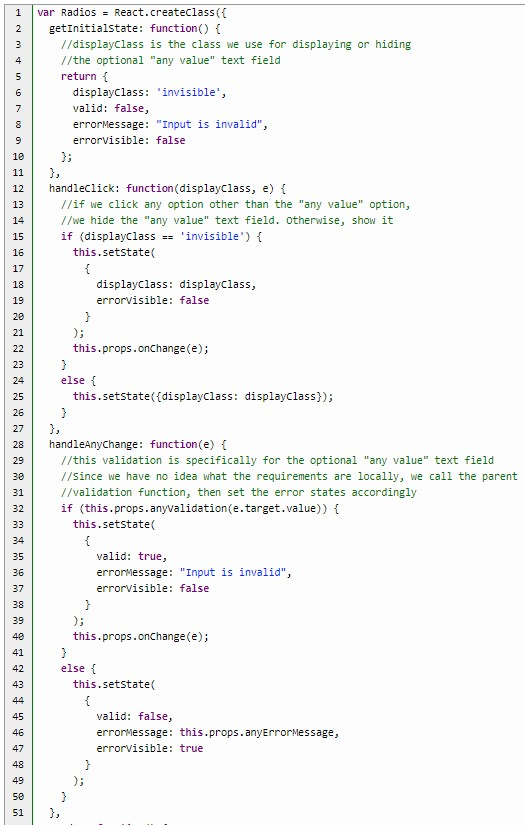 1 var Radios = React.createClass({
2 getInitialState: function() {
3 //displayClass is the class we use for displaying or hiding
4 //the optional "any value" text field
5 return {
6 displayClass: 'invisible',
7 valid: false,
8 errorMessage: "Input is invalid",
9 errorVisible: false
10 };
11 },
12 handleClick: function(displayClass, e) {
13 //if we click any option other than the "any value" option,
14 //we hide the "any value" text field. Otherwise, show it
15 if (displayClass == 'invisible') {
16 this.setState(
17 {
18 displayClass: displayClass,
19 errorVisible: false
20 }
21 );
22 this.props.onChange(e);
23 }
24 else {
25 this.setState({displayClass: displayClass});
26 }
27 },
28 handleAnyChange: function(e) {
29 //this validation is specifically for the optional "any value" text field
30 //Since we have no idea what the requirements are locally, we call the parent
31 //validation function, then set the error states accordingly
32 if (this.props.anyValidation(e.target.value)) {
33 this.setState(
34 {
35 valid: true,
36 errorMessage: "Input is invalid",
37 errorVisible: false
38 }
39 );
40 this.props.onChange(e);
41 }
42 else {
43 this.setState(
44 {
45 valid: false,
46 errorMessage: this.props.anyErrorMessage,
47 errorVisible: true
48 }
49 );
50 }
51 },